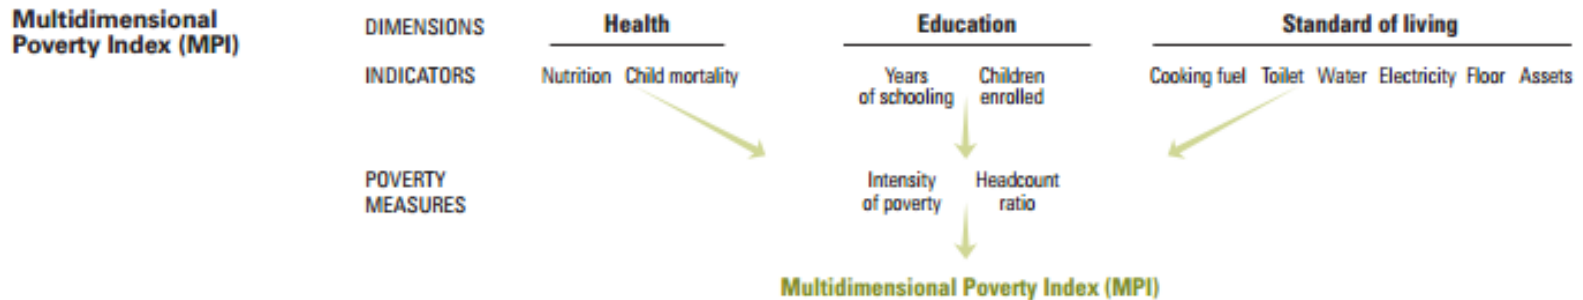 Multidimensional
Poverty Index (MPI)
DIMENSIONS Health Education Standard of living
INDICATORS Nutrition Child mortality Years of schooling Children enrolled Cooking fuel Toilet Water Electricity Floor Assets
POVERTY MEASURES Intensity of poverty Headcount ratio
Multidimensional Poverty Index (MPI)